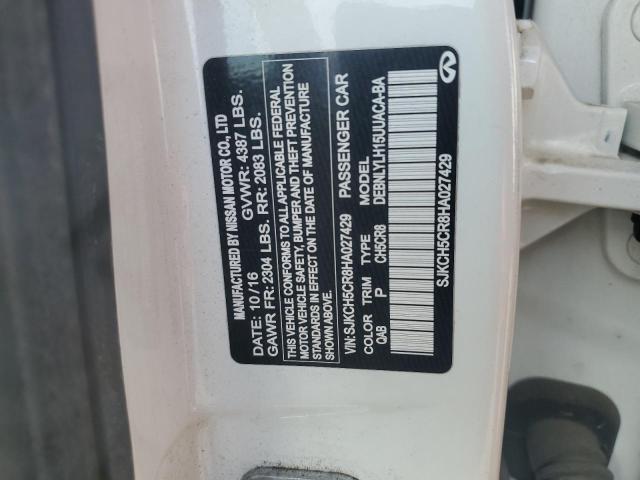 MANUFACTURED BY NISSAN MOTOR CO., LTD
DATE: 10/16 GVWR: 4387 LBS.
GAWR FR: 2304 LBS. RR: 2083 LBS.
THIS VEHICLE CONFORMS TO ALL APPLICABLE FEDERAL
MOTOR VEHICLE SAFETY, BUMPER AND THEFT PREVENTION
STANDARDS IN EFFECT ON THE DATE OF MANUFACTURE
SHOWN ABOVE.
VIN: SJKCH5CR8HA027429 PASSENGER CAR
COLOR TRIM TYPE MODEL
QAB P CH5CR8 DEBNLYLH15UUACA-BA
SJKCH5CR8HA027429